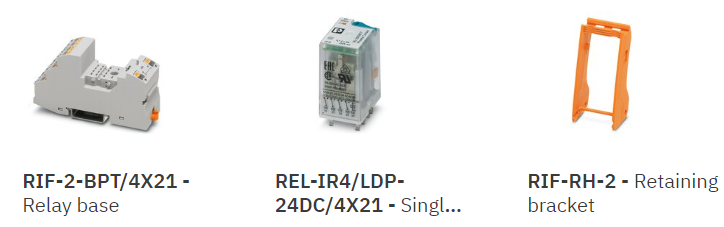 RIF-2-BPT/4X21 -
Relay base
REL-IR4/LDP-
24DC/4X21 - Singl...
RIF-RH-2 - Retaining
bracket